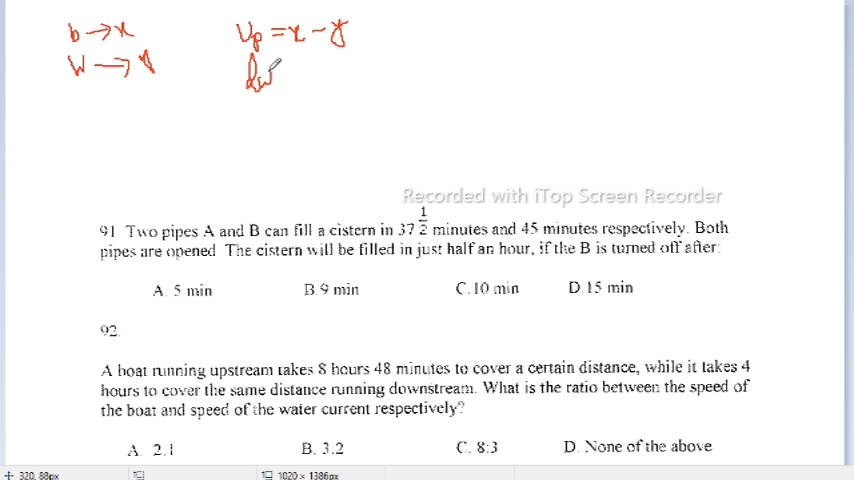 b → x
Up = x - y
W → y
Dw
Recorded with iTop Screen Recorder
91 Two pipes A and B can fill a cistern in 37 1/2 minutes and 45 minutes respectively. Both
pipes are opened The cistern will be filled in just half an hour, if the B is turned off after:
A. 5 min B.9 min C.10 min D.15 min
92.
A boat running upstream takes 8 hours 48 minutes to cover a certain distance, while it takes 4
hours to cover the same distance running downstream. What is the ratio between the speed of
the boat and speed of the water current respectively?
A. 2.1 B. 3.2 C. 8:3 D. None of the above
320, 88px 1020 × 1386px